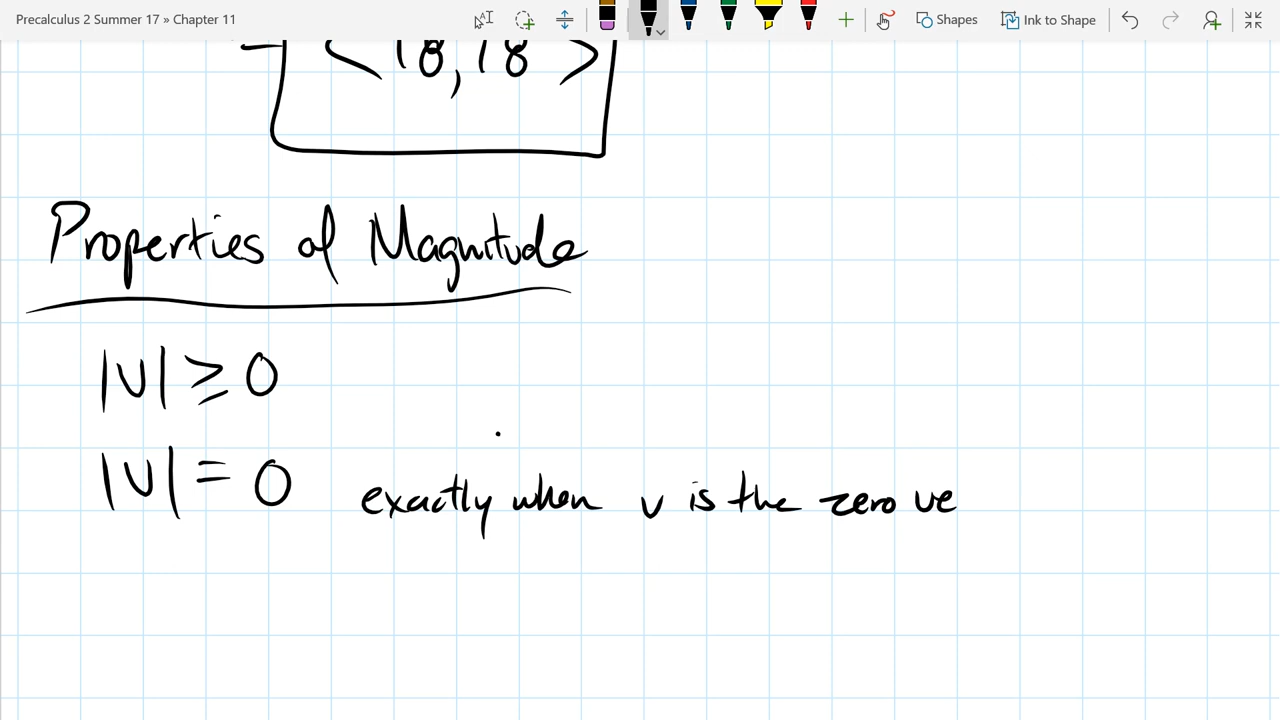 Precalculus 2 Summer 17 » Chapter 11
Shapes
Ink to Shape
<18, 18>
Properties of Magnitude
|v| ≥ 0
|v| = 0 exactly when v is the zero ve